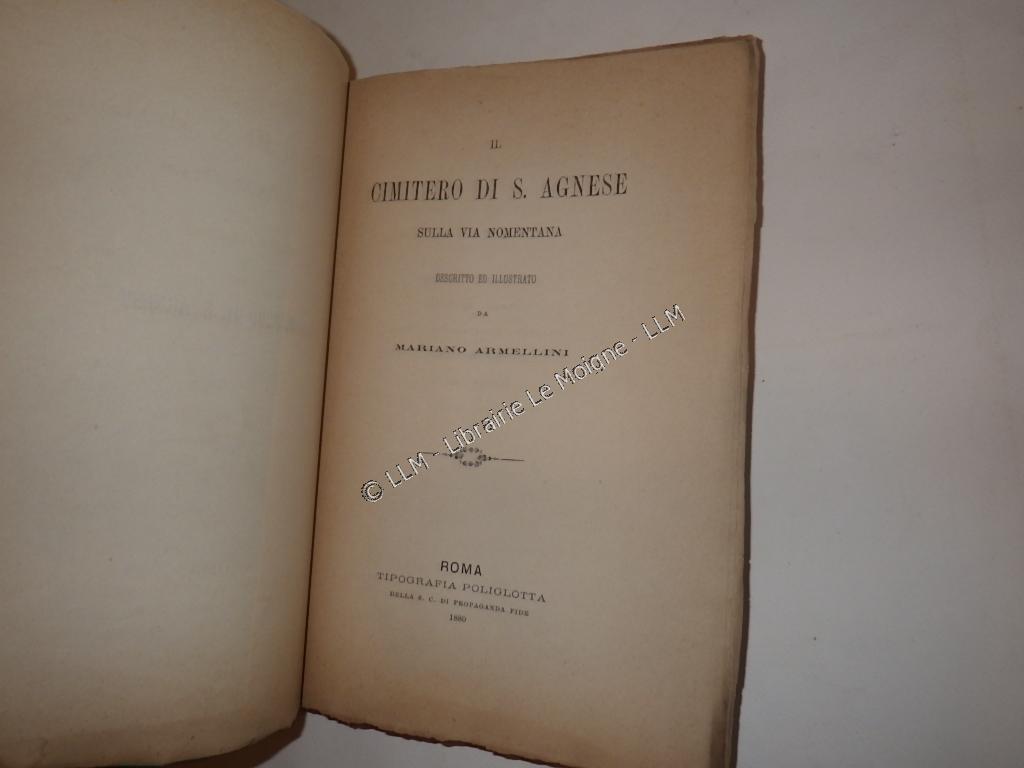 IL
CIMITERO DI S. AGNESE
SULLA VIA NOMENTANA
DESCRITTO ED ILLUSTRATO
DA
MARIANO ARMELLINI
© LLM - Librairie Le Moigne - LLM
ROMA
TIPOGRAFIA POLIGLOTTA
DELLA S. C. DI PROPAGANDA FIDE
1880